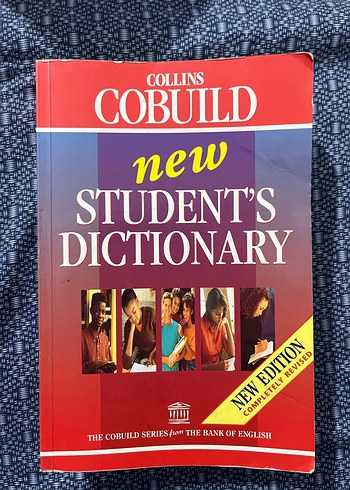 COLLINS
COBUILD
new
STUDENT'S
DICTIONARY
NEW EDITION
COMPLETELY REVISED
THE COBUILD SERIES from THE BANK OF ENGLISH